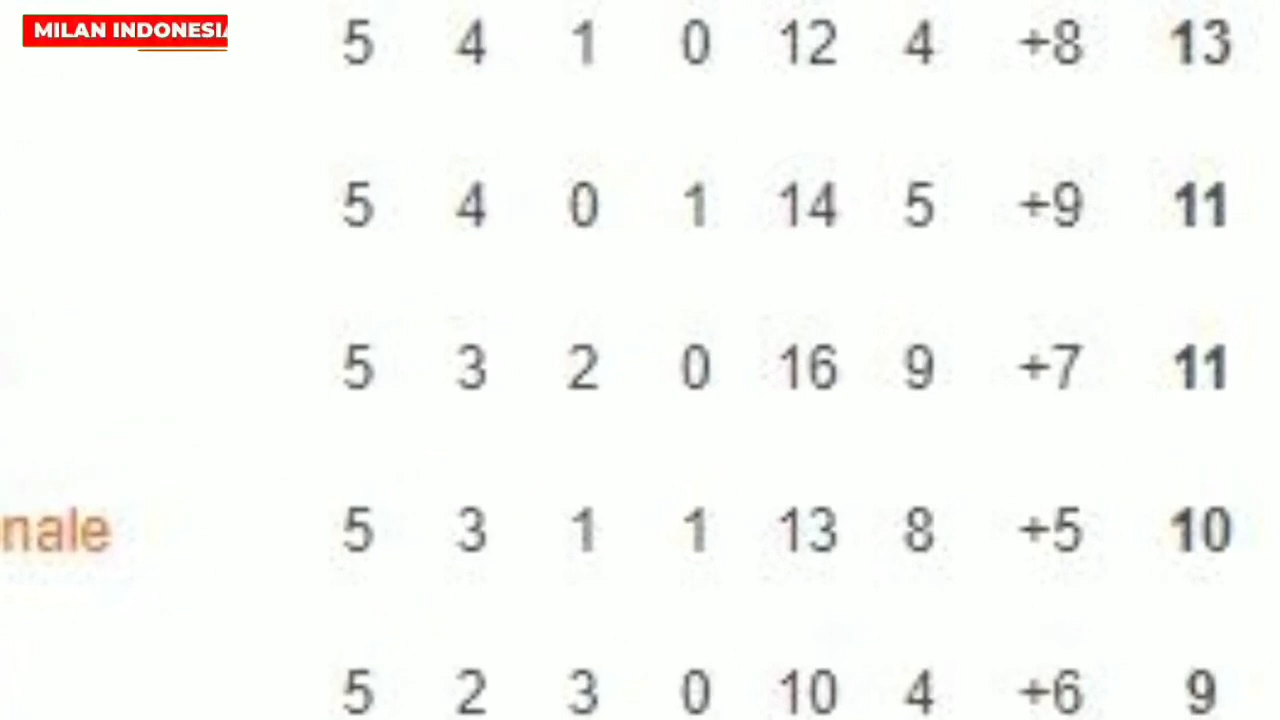 MILAN INDONESIA
5 4 1 0 12 4 +8 13
5 4 0 1 14 5 +9 11
5 3 2 0 16 9 +7 11
nale 5 3 1 1 13 8 +5 10
5 2 3 0 10 4 +6 9